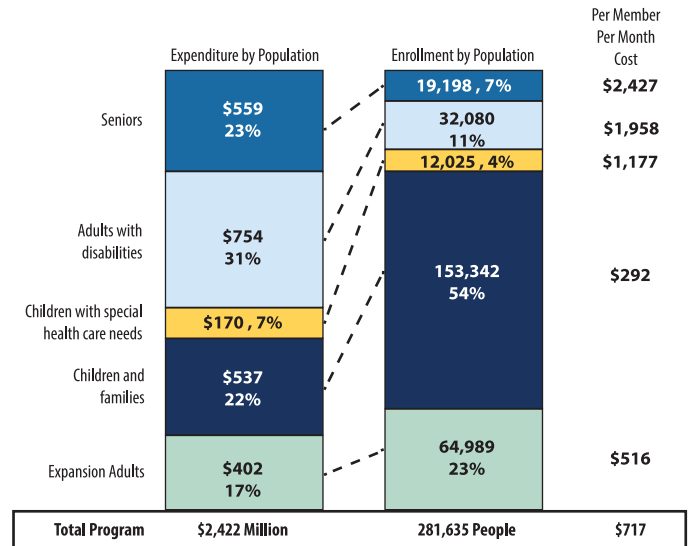 Per Member
Per Month
Cost
Expenditure by Population
Enrollment by Population
Seniors
$559
23%
19,198 , 7%
$2,427
32,080
11%
$1,958
12,025 , 4%
$1,177
Adults with
disabilities
$754
31%
153,342
54%
$292
Children with special
health care needs
$170 , 7%
Children and
families
$537
22%
Expansion Adults
$402
17%
64,989
23%
$516
Total Program $2,422 Million 281,635 People $717